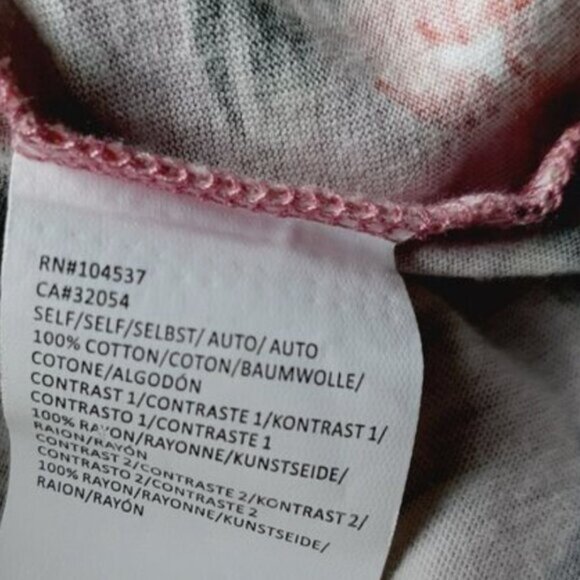 RN#104537
CA#32054
SELF/SELF/SELBST/ AUTO/ AUTO
100% COTTON/COTON/BAUMWOLLE/
COTONE/ALGODÓN
CONTRAST 1/CONTRASTE 1/KONTRAST 1/
CONTRASTO 1/CONTRASTE 1
100% RAYON/RAYONNE/KUNSTSEIDE/
RAION/RAYÓN
CONTRAST 2/CONTRASTE 2/KONTRAST 2/
CONTRASTO 2/CONTRASTE 2
100% RAYON/RAYONNE/KUNSTSEIDE/
RAION/RAYÓN